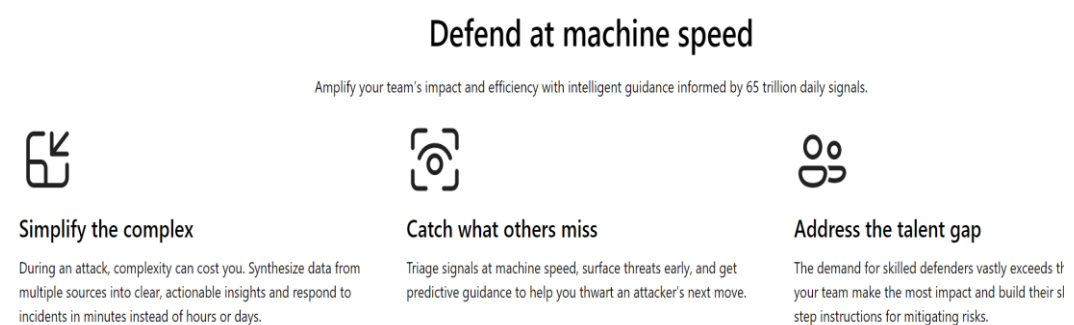 Defend at machine speed
Amplify your team's impact and efficiency with intelligent guidance informed by 65 trillion daily signals.
Simplify the complex
During an attack, complexity can cost you. Synthesize data from
multiple sources into clear, actionable insights and respond to
incidents in minutes instead of hours or days.
Catch what others miss
Triage signals at machine speed, surface threats early, and get
predictive guidance to help you thwart an attacker's next move.
Address the talent gap
The demand for skilled defenders vastly exceeds
your team make the most impact and build their
step instructions for mitigating risks.